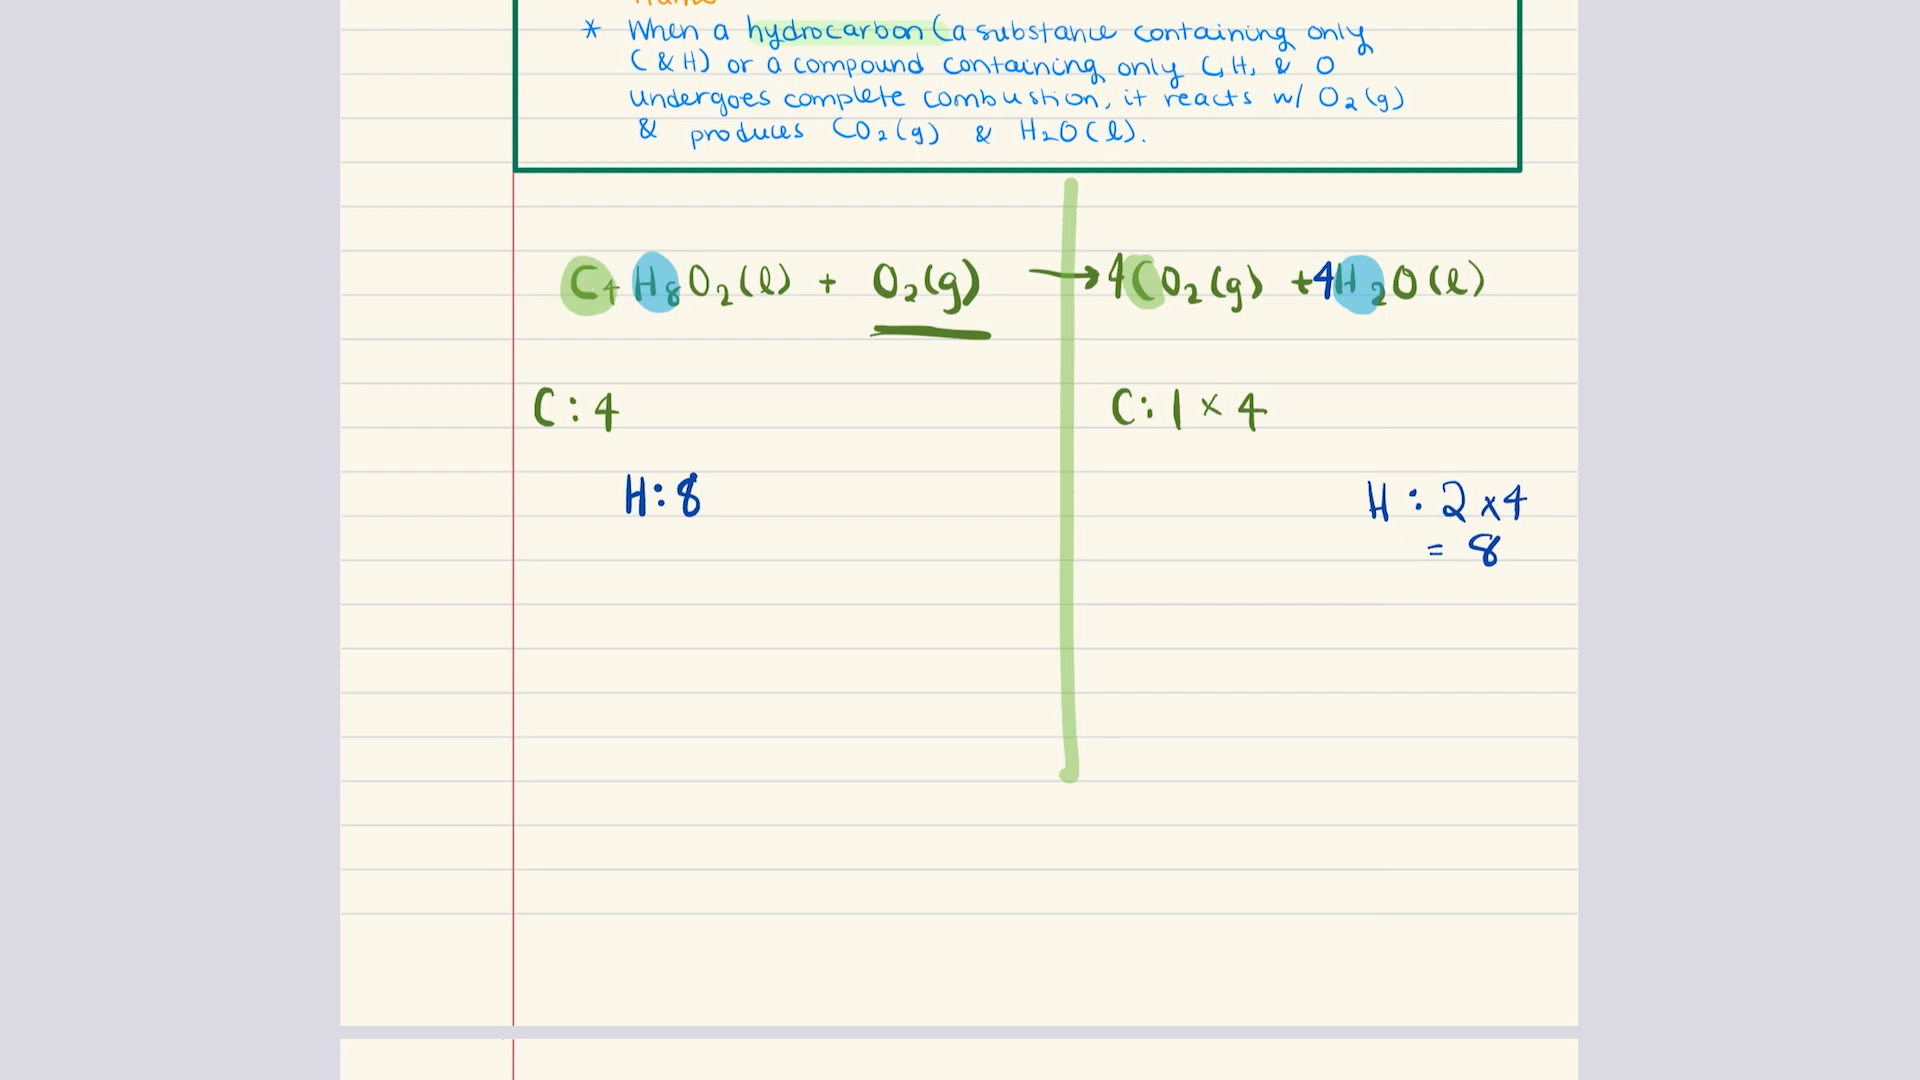 * When a hydrocarbon (a substance containing only
C & H) or a compound containing only C, H, & O
undergoes complete combustion, it reacts w/ O₂(g)
& produces CO₂(g) & H₂O(l).
C₄H₈O₂(l) + O₂(g) → 4CO₂(g) + 4H₂O(l)
C: 4 C: 1 x 4
H: 8 H: 2 x 4
= 8